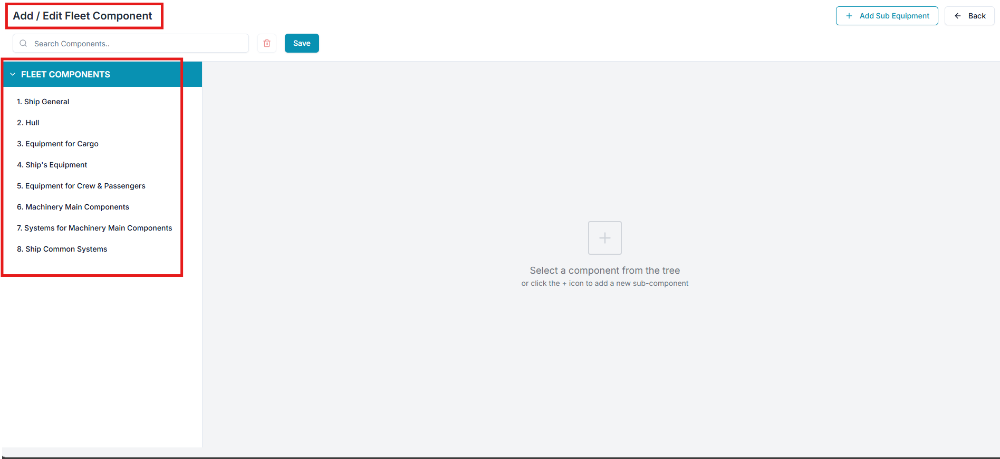 Add / Edit Fleet Component
Add Sub Equipment
Back
Search Components..
Save
FLEET COMPONENTS
1. Ship General
2. Hull
3. Equipment for Cargo
4. Ship's Equipment
5. Equipment for Crew & Passengers
6. Machinery Main Components
7. Systems for Machinery Main Components
8. Ship Common Systems
Select a component from the tree
or click the + icon to add a new sub-component